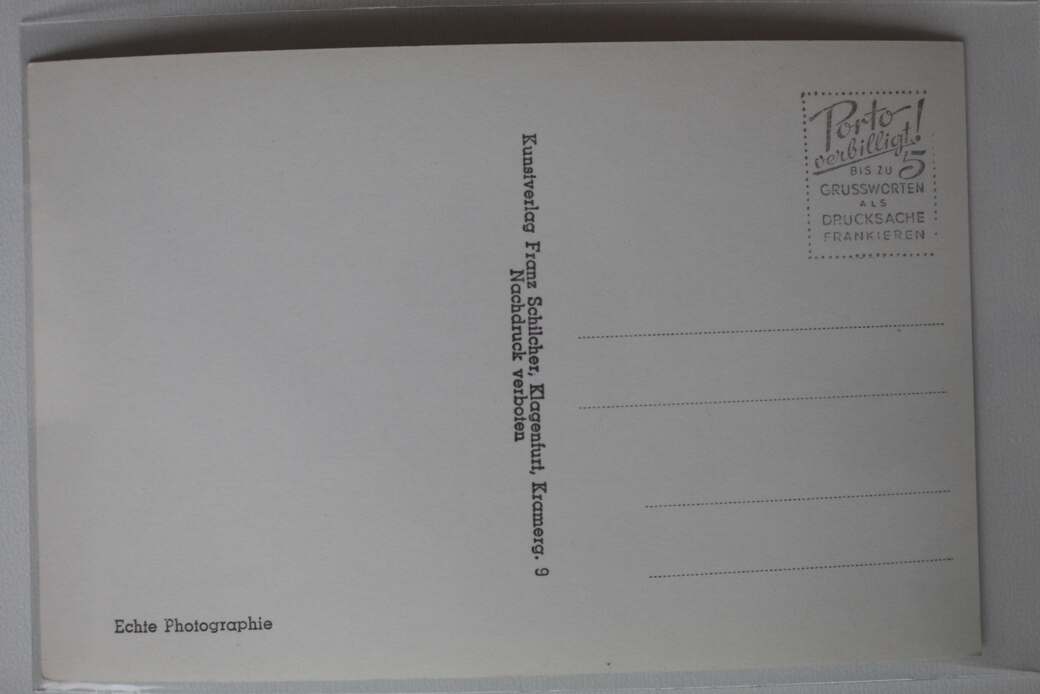 Porto
verbilligt!
BIS ZU 5
GRUSSWORTEN
ALS
DRUCKSACHE
FRANKIEREN
Kunstverlag Franz Schilcher, Klagenfurt, Kramerg. 9
Nachdruck verboten
Echte Photographie